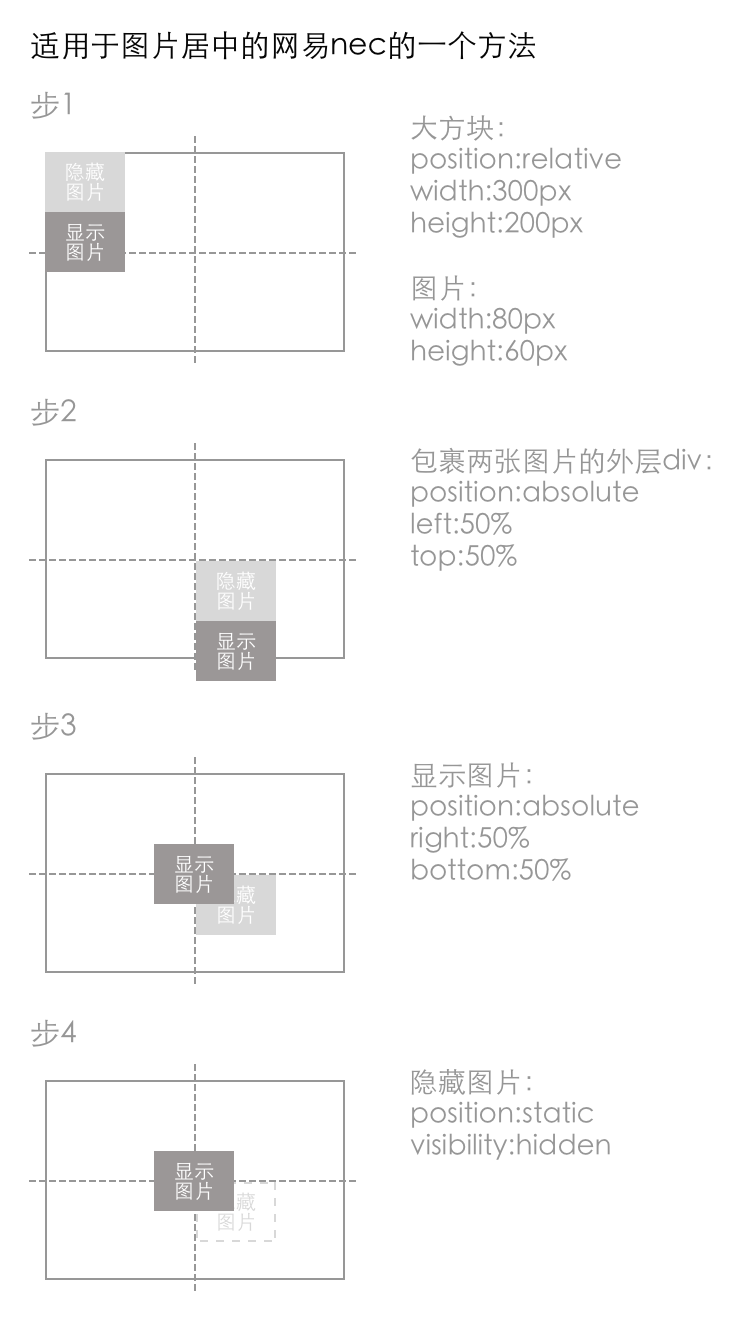 适用于图片居中的网易nec的一个方法
步1
隐藏
图片
显示
图片
大方块：
position:relative
width:300px
height:200px
图片：
width:80px
height:60px
步2
隐藏
图片
显示
图片
包裹两张图片的外层div：
position:absolute
left:50%
top:50%
步3
显示
图片
藏
图片
显示图片：
position:absolute
right:50%
bottom:50%
步4
显示
图片
藏
图片
隐藏图片：
position:static
visibility:hidden